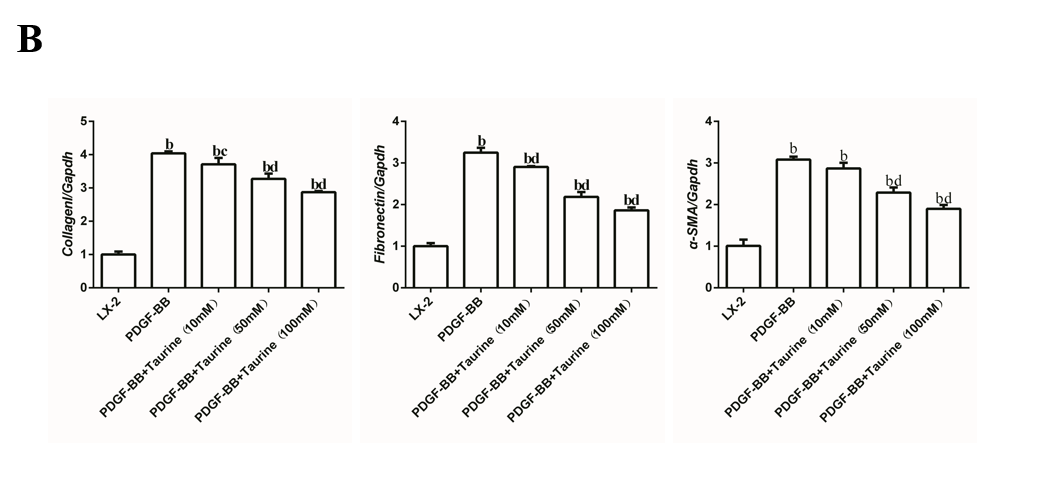 B
CollagenI/Gapdh
5
4
3
2
1
0
b
bc
bd
bd
LX-2
PDGF-BB
PDGF-BB+Taurine（10mM）
PDGF-BB+Taurine（50mM）
PDGF-BB+Taurine（100mM）
Fibronectin/Gapdh
4
3
2
1
0
b
bd
bd
bd
LX-2
PDGF-BB
PDGF-BB+Taurine（10mM）
PDGF-BB+Taurine（50mM）
PDGF-BB+Taurine（100mM）
α-SMA/Gapdh
4
3
2
1
0
b
b
bd
bd
LX-2
PDGF-BB
PDGF-BB+Taurine（10mM）
PDGF-BB+Taurine（50mM）
PDGF-BB+Taurine（100mM）